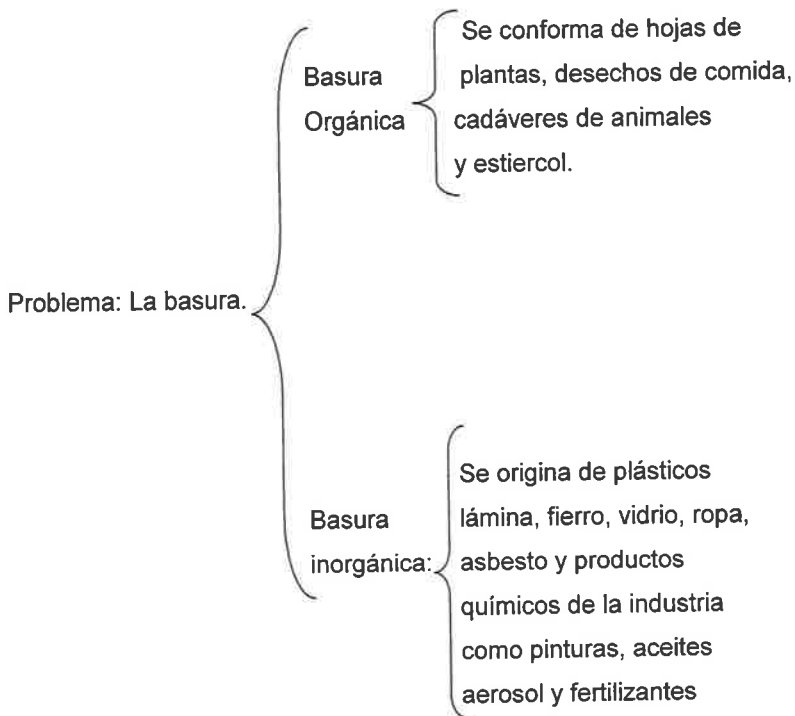 Se conforma de hojas de
Basura
plantas, desechos de comida,
Orgánica
cadáveres de animales
y estiercol.
Problema: La basura.
Se origina de plásticos
Basura
lámina, fierro, vidrio, ropa,
inorgánica:
asbesto y productos
químicos de la industria
como pinturas, aceites
aerosol y fertilizantes